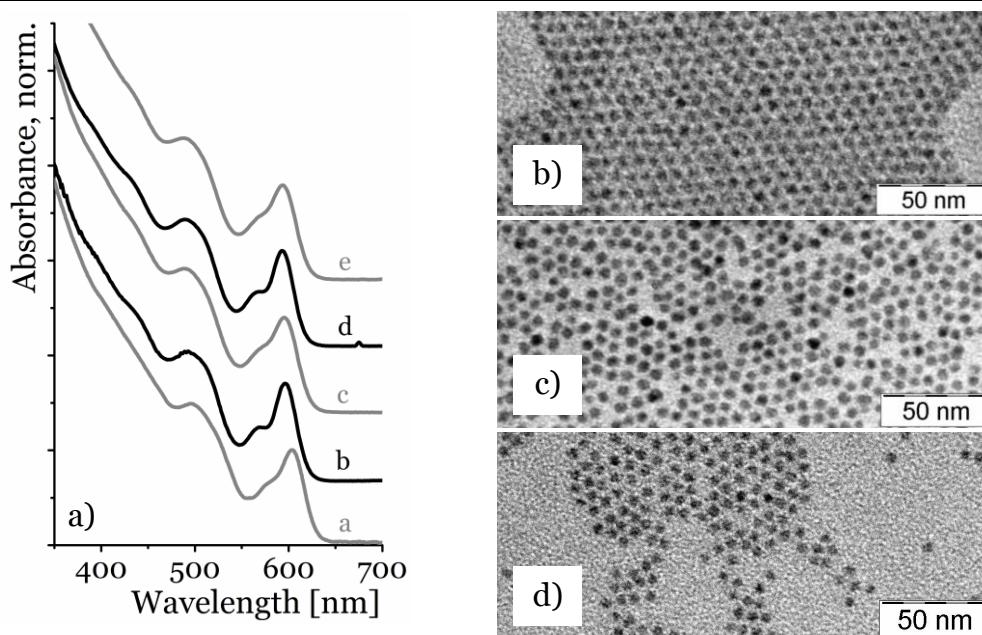 Absorbance, norm.
e
d
c
b
a
a)
400 500 600 700
Wavelength [nm]
b)
50 nm
c)
50 nm
d)
50 nm